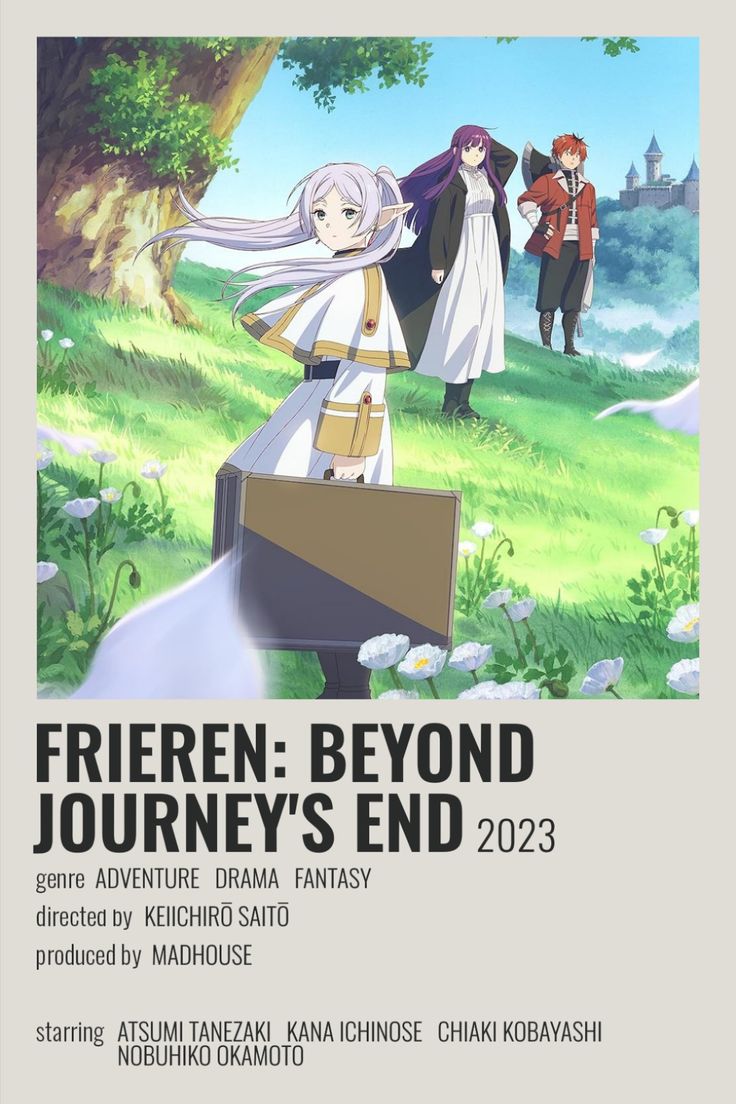 FRIEREN: BEYOND
JOURNEY'S END 2023
genre ADVENTURE DRAMA FANTASY
directed by KEIICHIRŌ SAITŌ
produced by MADHOUSE
starring ATSUMI TANEZAKI KANA ICHINOSE CHIAKI KOBAYASHI
NOBUHIKO OKAMOTO